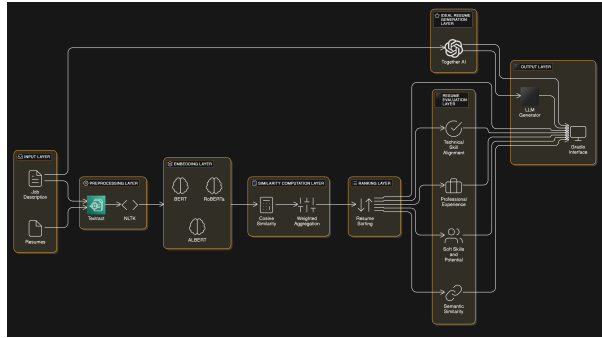 IDEAL RESUME
GENERATION
LAYER
Together AI
OUTPUT LAYER
LLM
Generator
Gradio
Interface
RESUME
EVALUATION
LAYER
Technical
Skill
Alignment
Professional
Experience
Soft Skills
and
Potential
Semantic
Similarity
INPUT LAYER
Job
Description
Resumes
PREPROCESSING LAYER
Textract
NLTK
EMBEDDING LAYER
BERT
RoBERTa
ALBERT
SIMILARITY COMPUTATION LAYER
Cosine
Similarity
Weighted
Aggregation
RANKING LAYER
Resume
Sorting